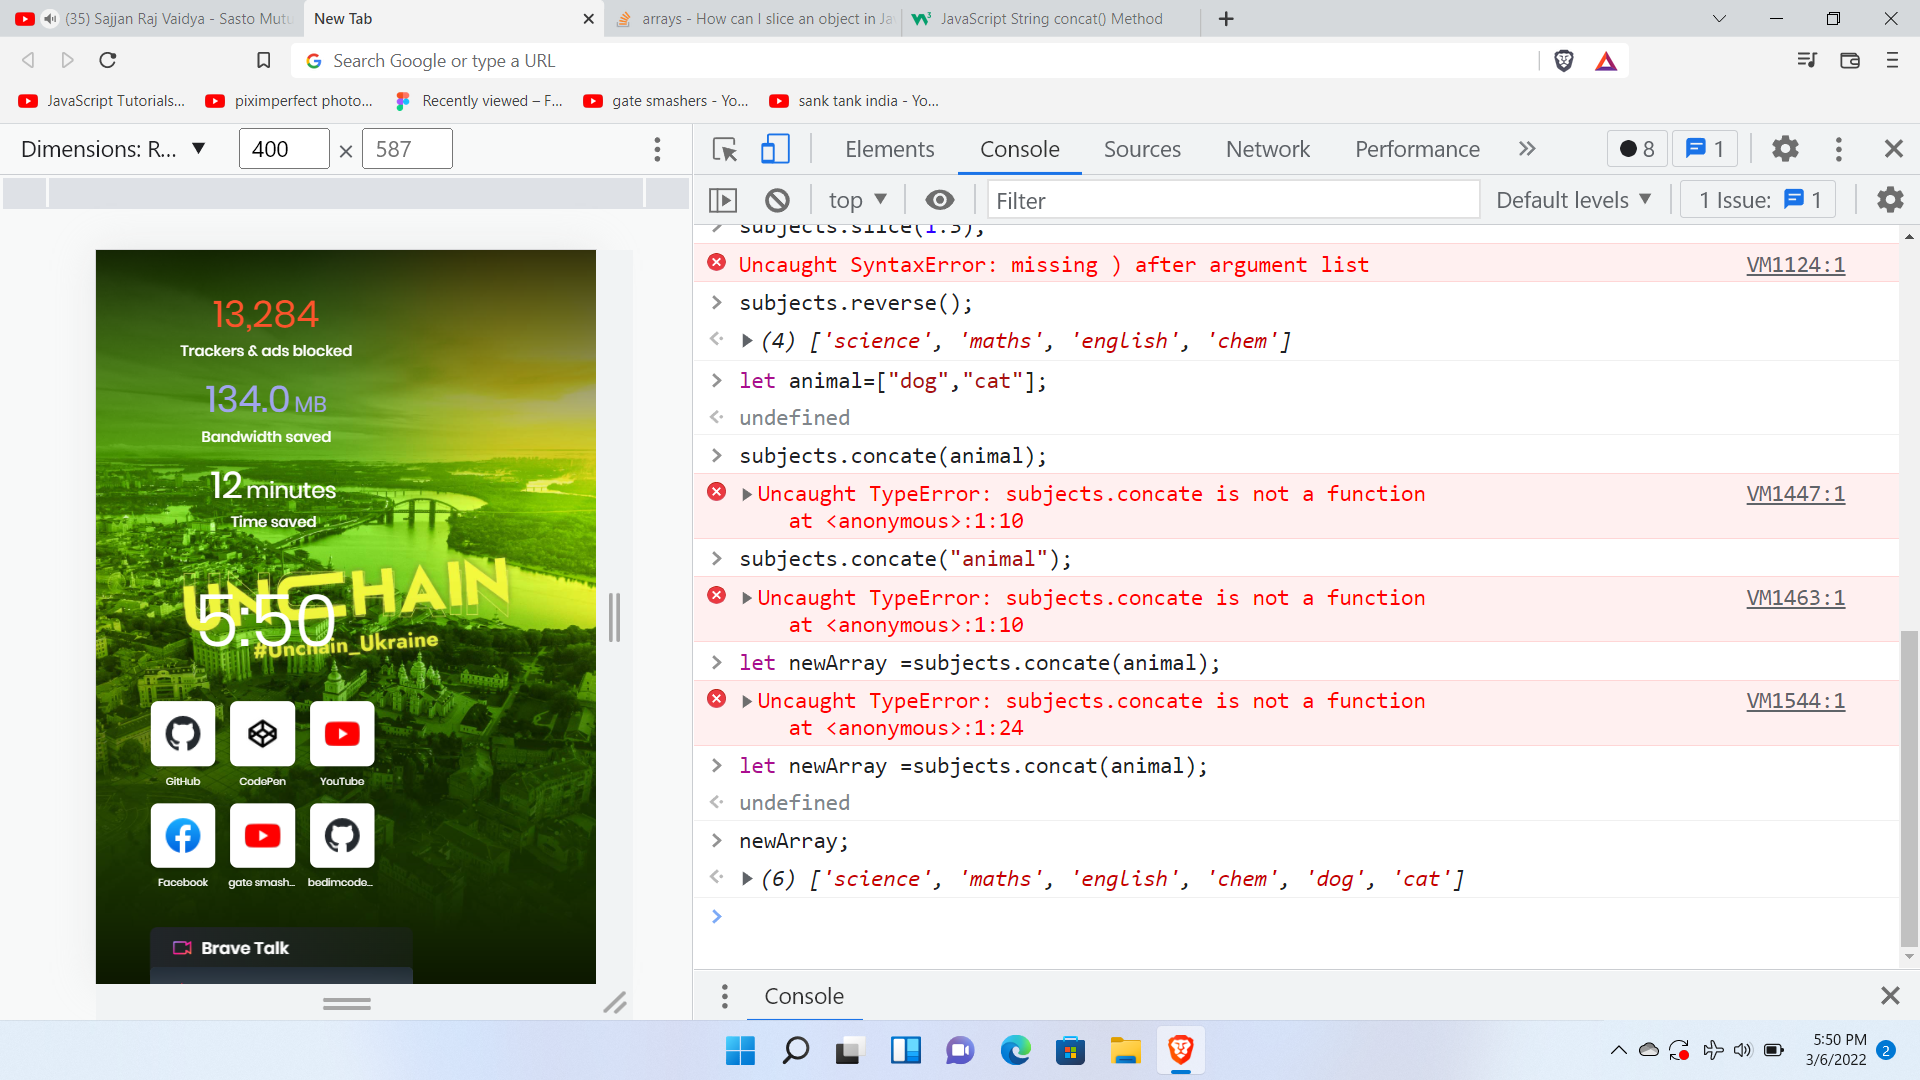 (35) Sajjan Raj Vaidya - Sasto Mutu
New Tab
arrays - How can I slice an object in Ja
JavaScript String concat() Method
Search Google or type a URL
JavaScript Tutorials...
piximperfect photo...
Recently viewed – F...
gate smashers - Yo...
sank tank india - Yo...
Dimensions: R...
400
×
587
Elements
Console
Sources
Network
Performance
8
1
top
Filter
Default levels
1 Issue:
1
subjects.slice(1:3);
Uncaught SyntaxError: missing ) after argument list
VM1124:1
subjects.reverse();
(4) ['science', 'maths', 'english', 'chem']
let animal=["dog","cat"];
undefined
subjects.concate(animal);
Uncaught TypeError: subjects.concate is not a function
VM1447:1
at <anonymous>:1:10
subjects.concate("animal");
Uncaught TypeError: subjects.concate is not a function
VM1463:1
at <anonymous>:1:10
let newArray =subjects.concate(animal);
Uncaught TypeError: subjects.concate is not a function
VM1544:1
at <anonymous>:1:24
let newArray =subjects.concat(animal);
undefined
newArray;
(6) ['science', 'maths', 'english', 'chem', 'dog', 'cat']
Console
13,284
Trackers & ads blocked
134.0 MB
Bandwidth saved
12 minutes
Time saved
UNCHAIN
5:50
#Unchain_Ukraine
GitHub
CodePen
YouTube
Facebook
gate smash...
bedimcode...
Brave Talk
5:50 PM
3/6/2022
2